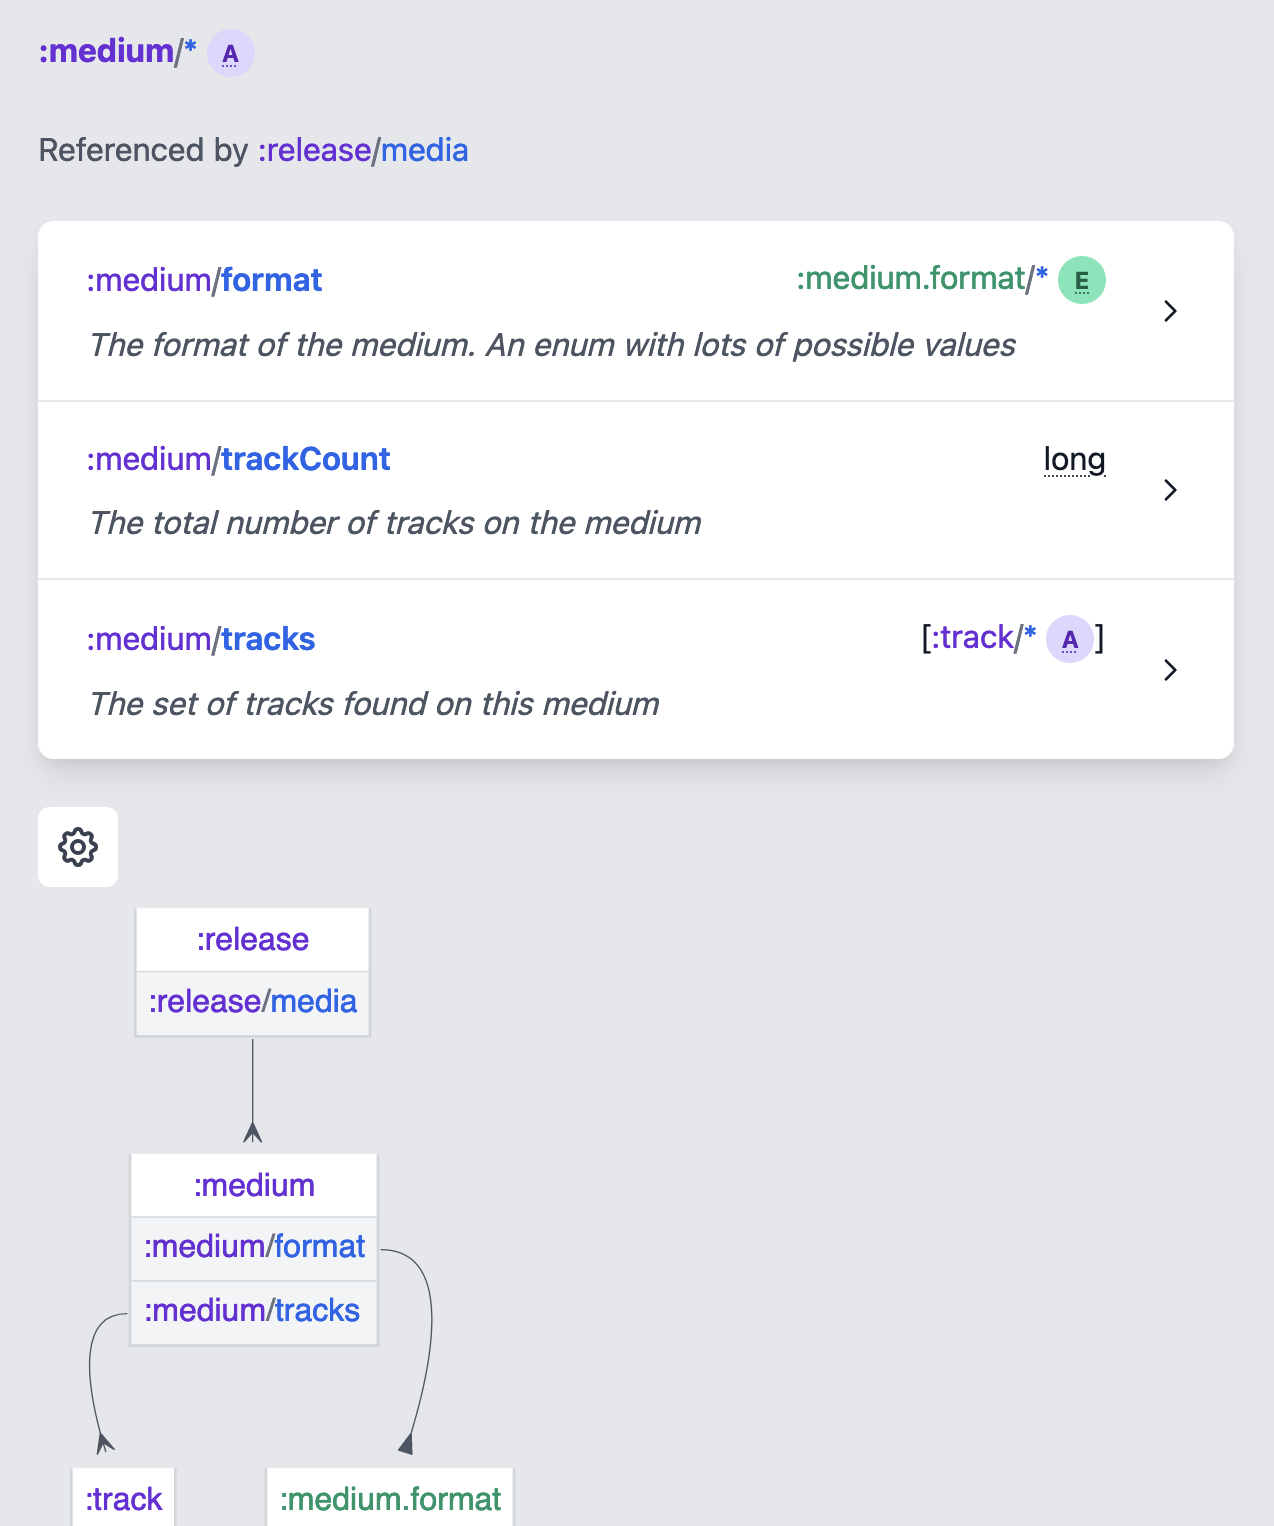 :medium/* A
Referenced by :release/media
:medium/format :medium.format/* E
The format of the medium. An enum with lots of possible values
:medium/trackCount long
The total number of tracks on the medium
:medium/tracks [:track/* A]
The set of tracks found on this medium
:release
:release/media
:medium
:medium/format
:medium/tracks
:track :medium.format